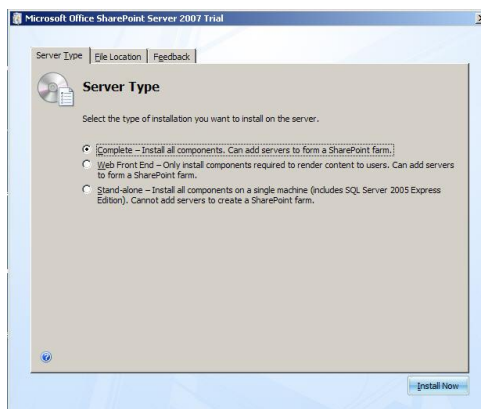 Microsoft Office SharePoint Server 2007 Trial
Server Type
File Location
Feedback
Server Type
Select the type of installation you want to install on the server.
Complete – Install all components. Can add servers to form a SharePoint farm.
Web Front End – Only install components required to render content to users. Can add servers
to form a SharePoint farm.
Stand-alone – Install all components on a single machine (includes SQL Server 2005 Express
Edition). Cannot add servers to create a SharePoint farm.
Install Now